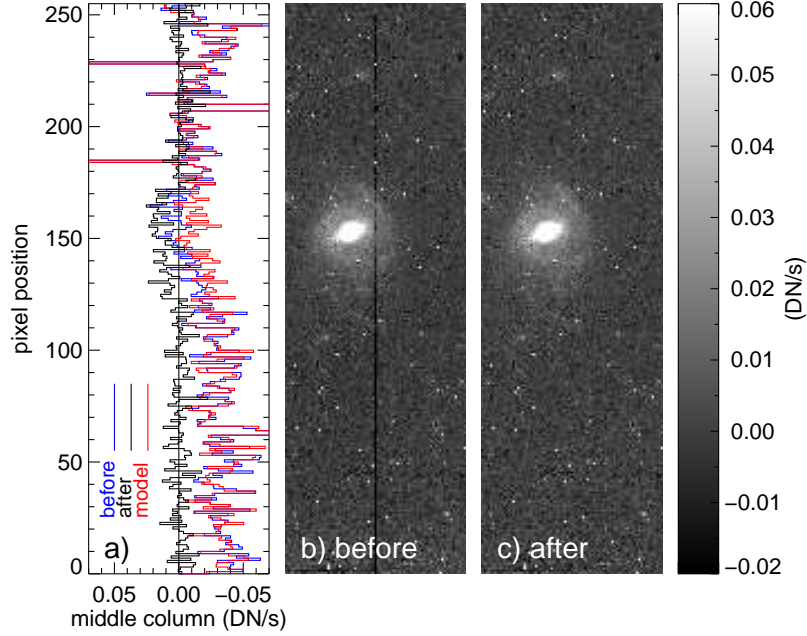 250
200
150
100
50
0
pixel position
before
after
model
a)
0.05 0.00 -0.05
middle column (DN/s)
b) before
c) after
0.06
0.05
0.04
0.03
0.02
0.01
0.00
-0.01
-0.02
(DN/s)